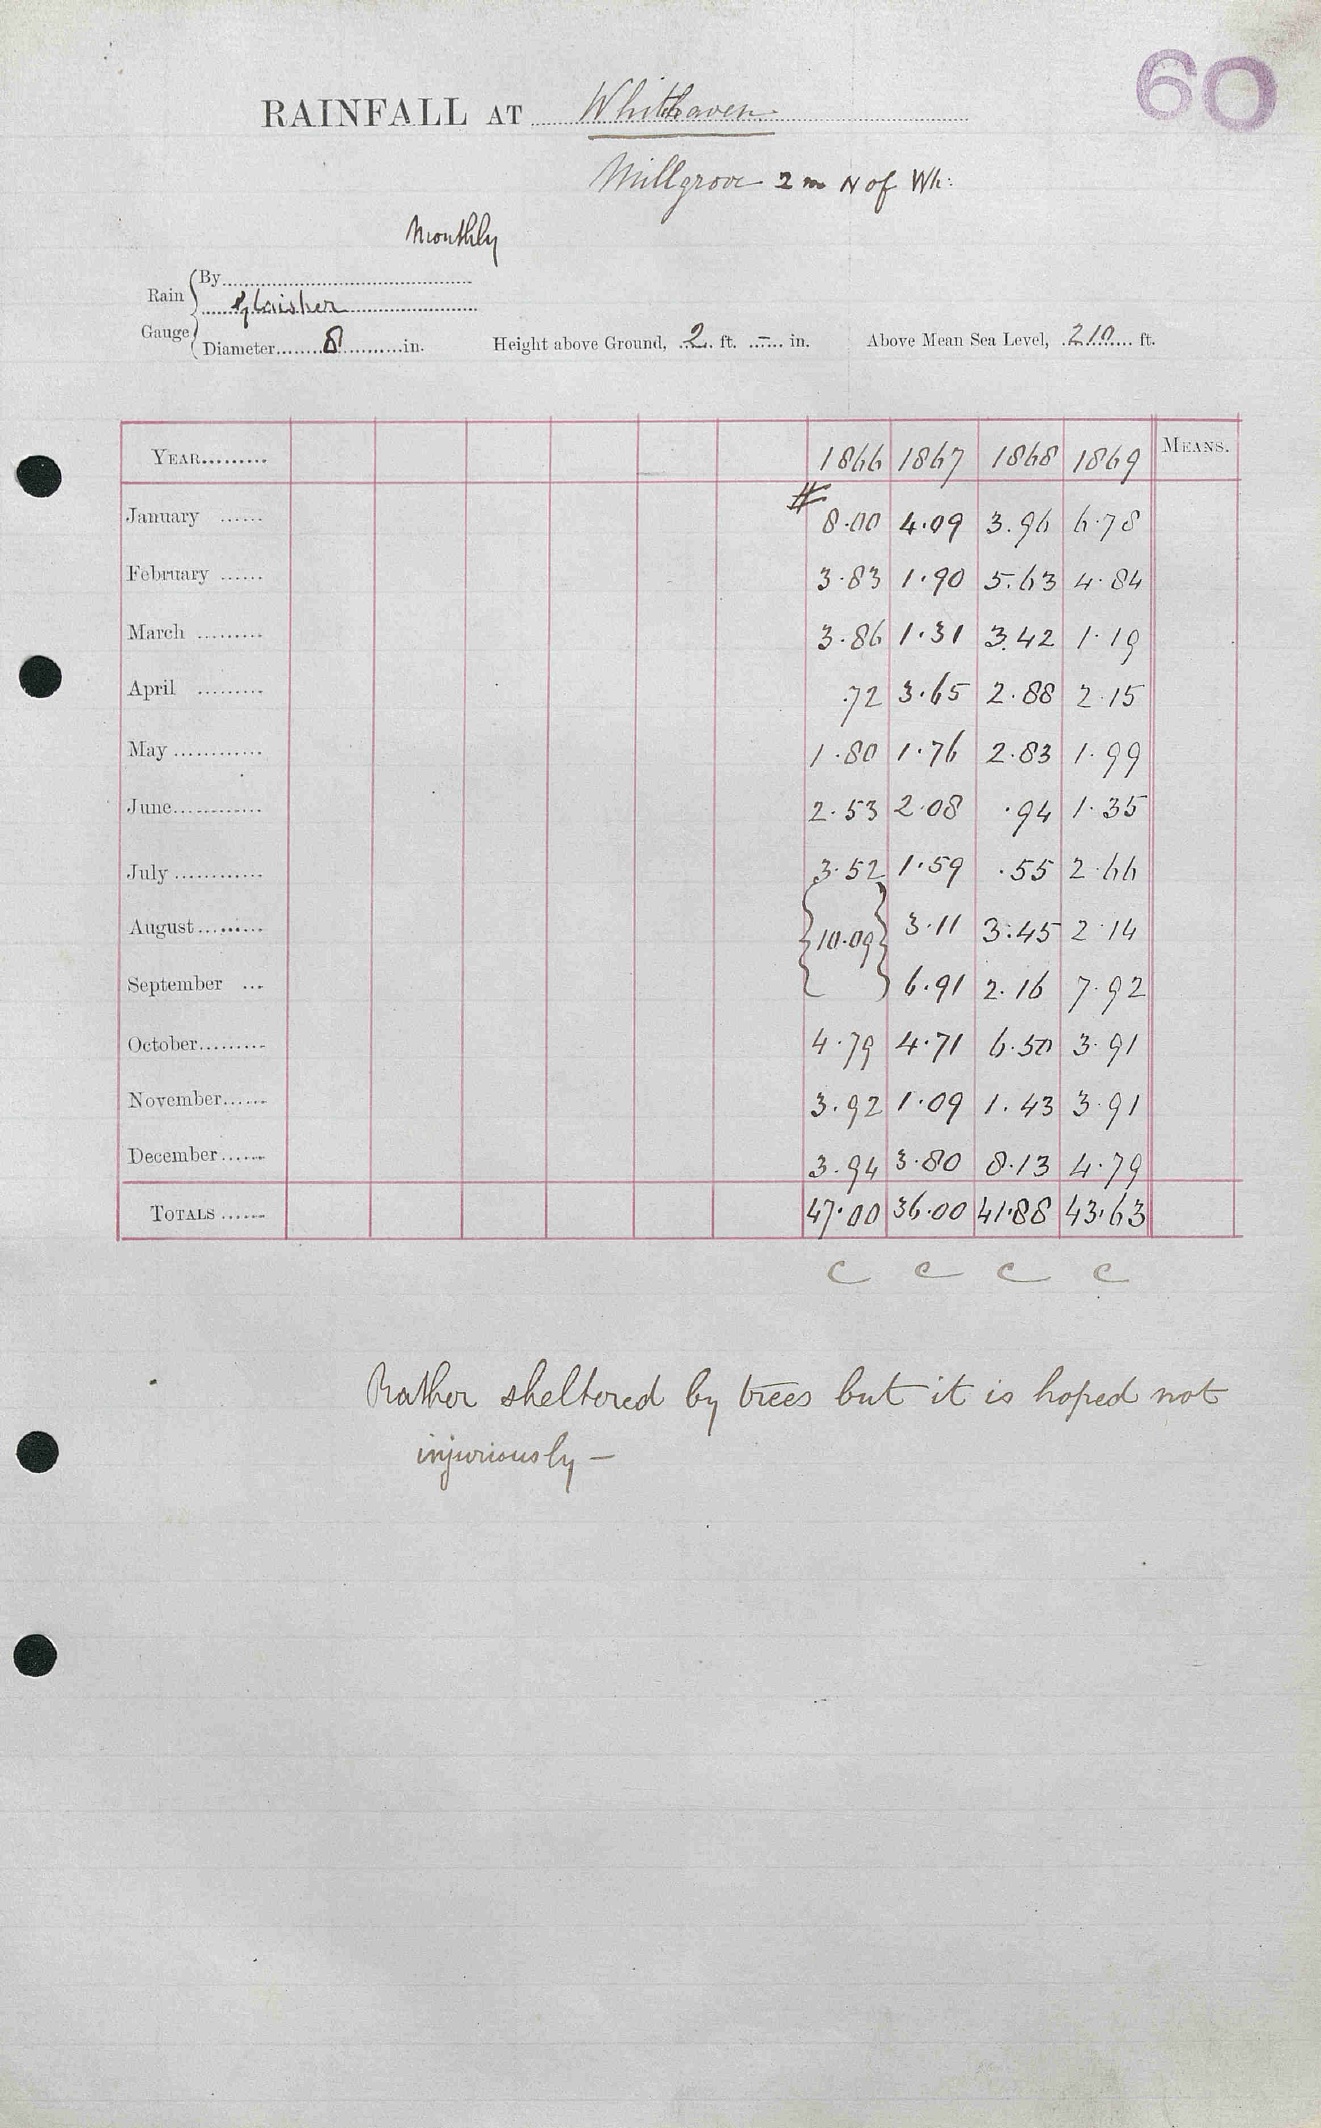 60
RAINFALL AT Whitehaven
Millgrove 2 m N of Wh:
Monthly
Rain Gauge
By
Glaisher
Diameter 8 in. Height above Ground, 2 ft. – in. Above Mean Sea Level, 210 ft.
YEAR 1866 1867 1868 1869 MEANS.
January # 8.00 4.09 3.96 6.78
February 3.83 1.90 5.63 4.84
March 3.86 1.31 3.42 1.19
April .72 3.65 2.88 2.15
May 1.80 1.76 2.83 1.99
June 2.53 2.08 .94 1.35
July 3.52 1.59 .55 2.66
August {10.09} 3.11 3.45 2.14
September 6.91 2.16 7.92
October 4.79 4.71 6.50 3.91
November 3.92 1.09 1.43 3.91
December 3.94 3.80 8.13 4.79
TOTALS 47.00 36.00 41.88 43.63
C C C C
Rather sheltered by trees but it is hoped not
injuriously —